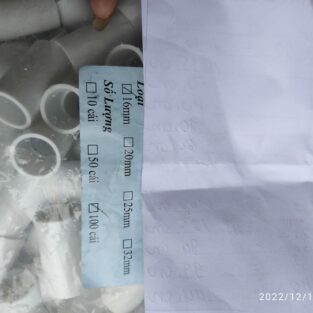 Loại
☑ 16mm ☐ 20mm ☐ 25mm ☐ 32mm
Số Lượng
☐ 10 cái ☐ 50 cái ☑ 100 cái
2022/12/1